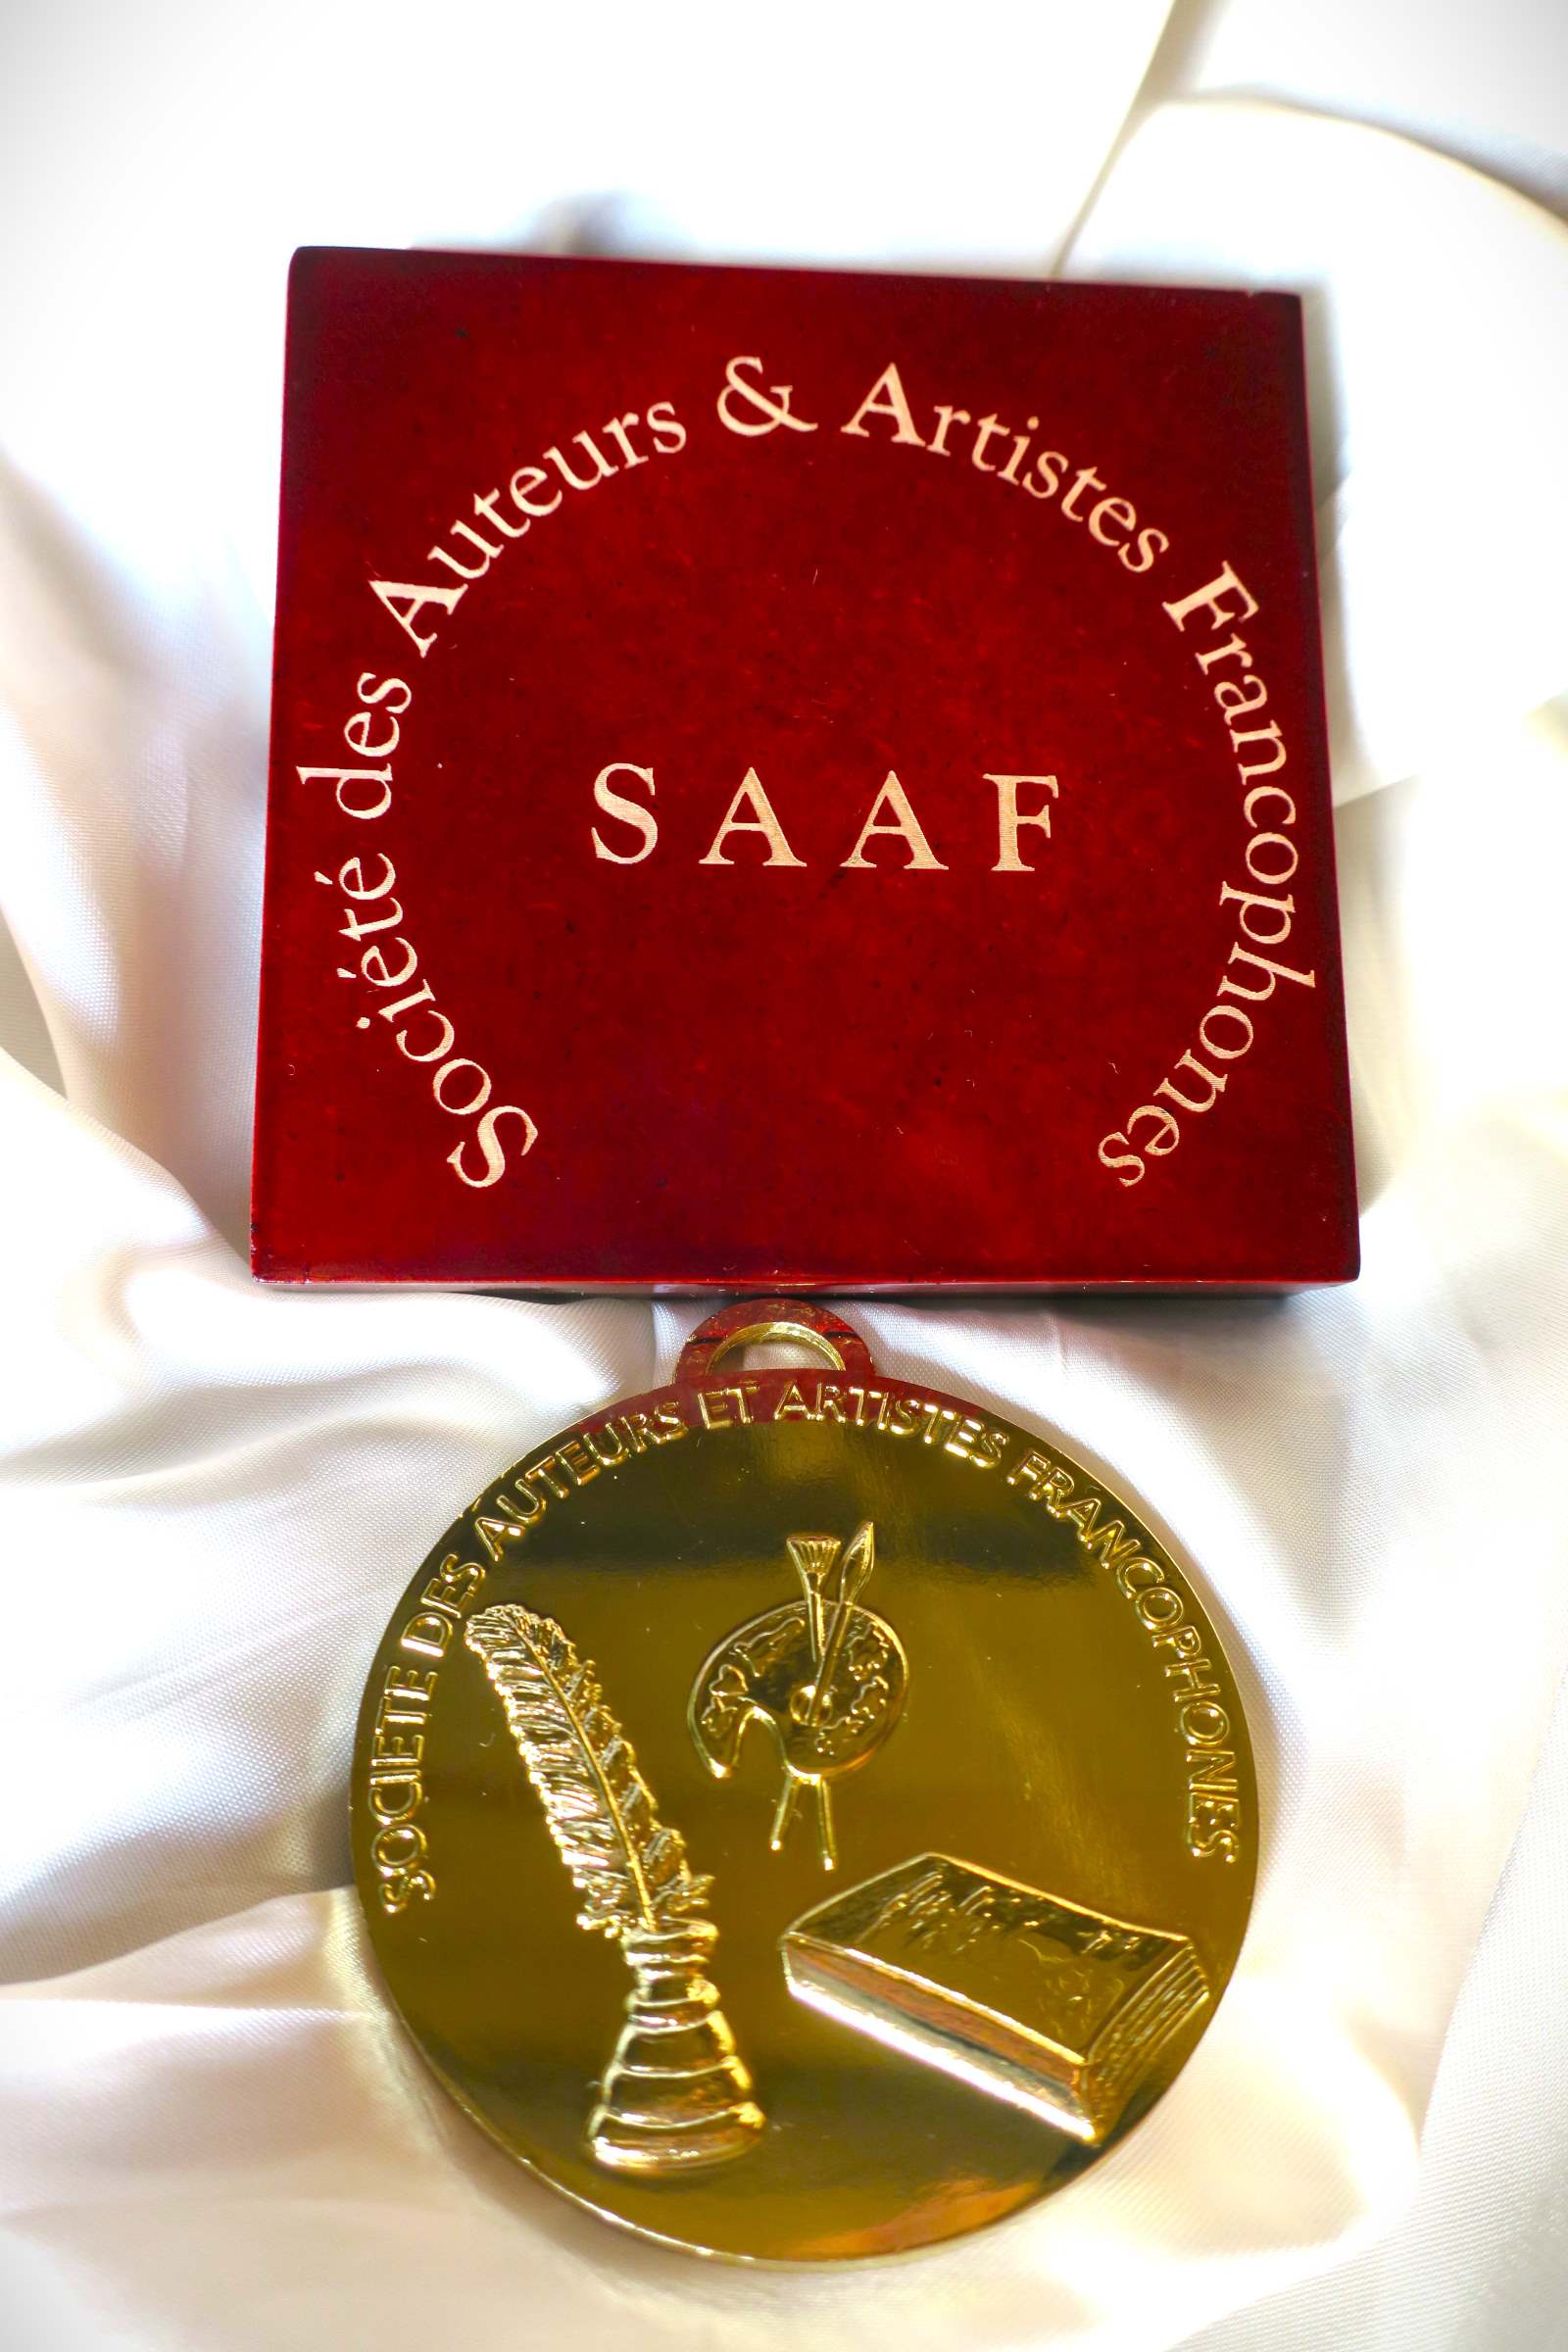 Société des Auteurs & Artistes Francophones
SAAF
SOCIETE DES AUTEURS ET ARTISTES FRANCOPHONES